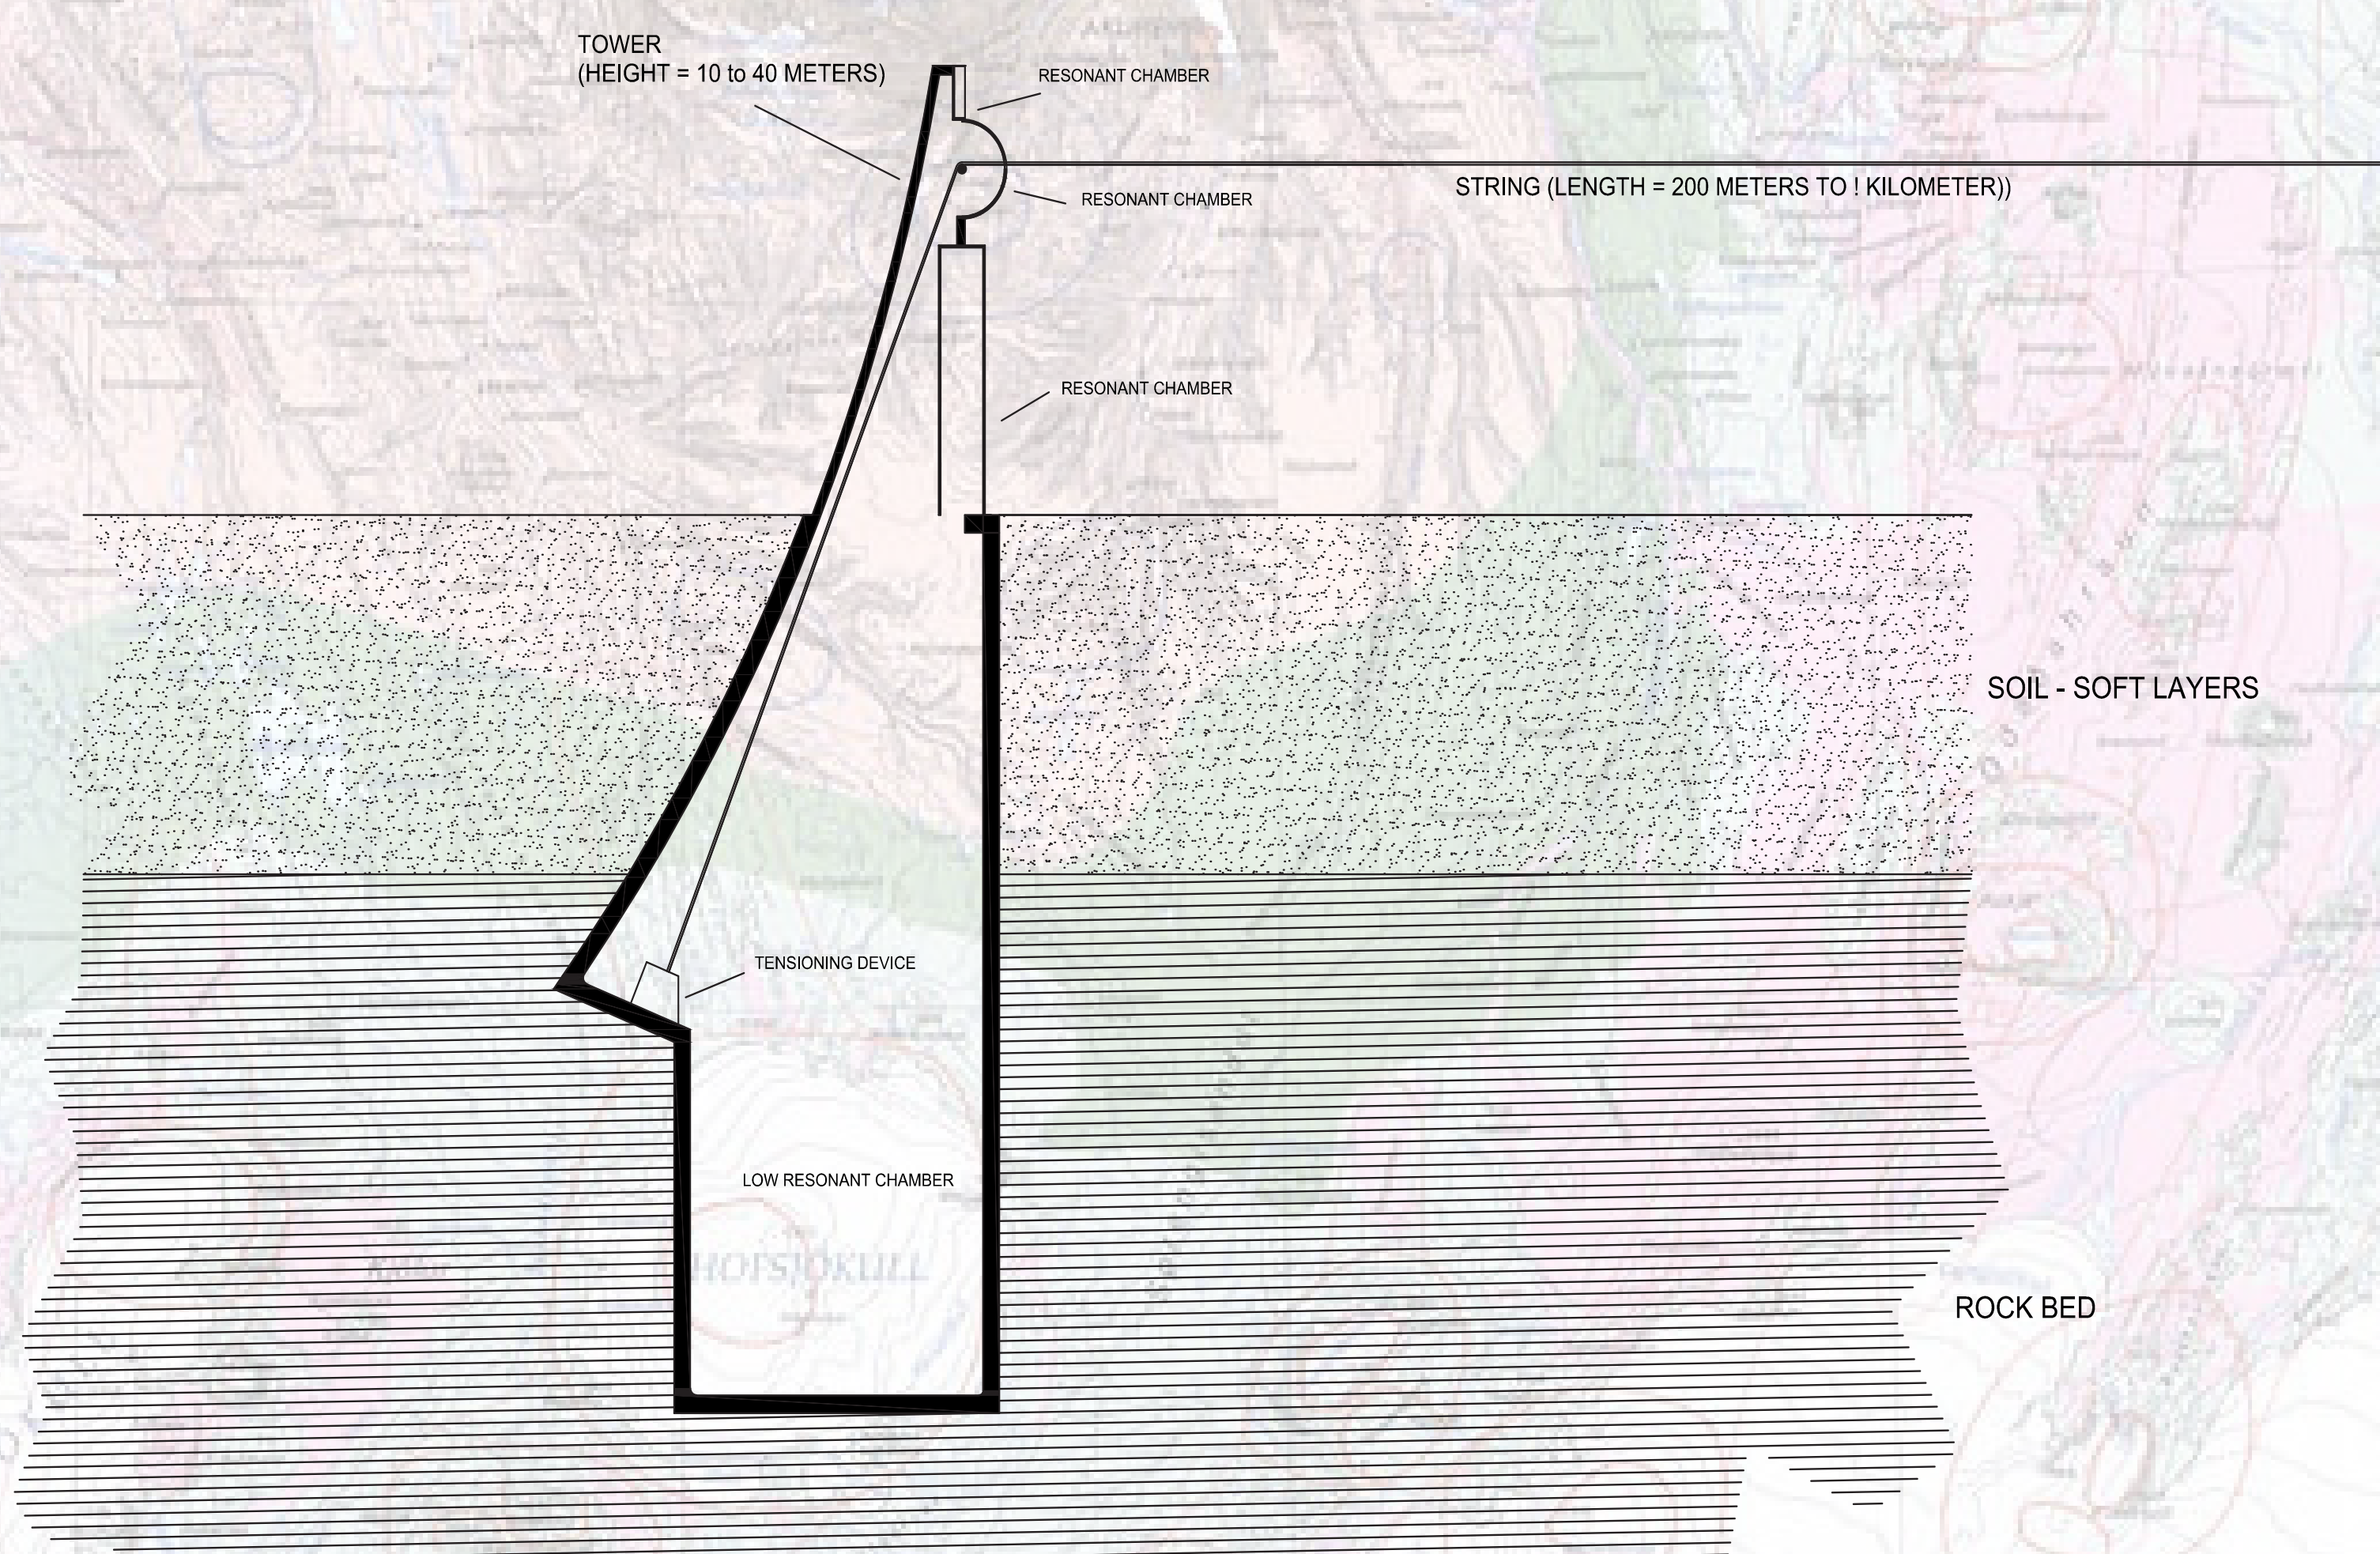 TOWER
(HEIGHT = 10 to 40 METERS)
RESONANT CHAMBER
STRING (LENGTH = 200 METERS TO ! KILOMETER))
RESONANT CHAMBER
RESONANT CHAMBER
SOIL - SOFT LAYERS
TENSIONING DEVICE
LOW RESONANT CHAMBER
HOFSJÖKULL
ROCK BED